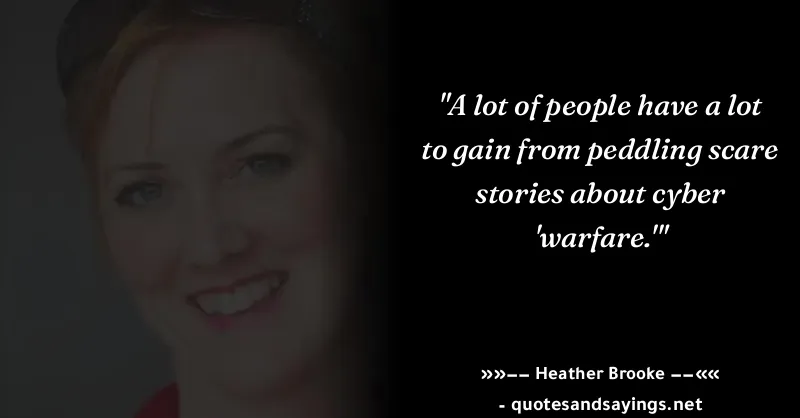 "A lot of people have a lot
to gain from peddling scare
stories about cyber
'warfare.'"
»»–– Heather Brooke ––««
- quotesandsayings.net